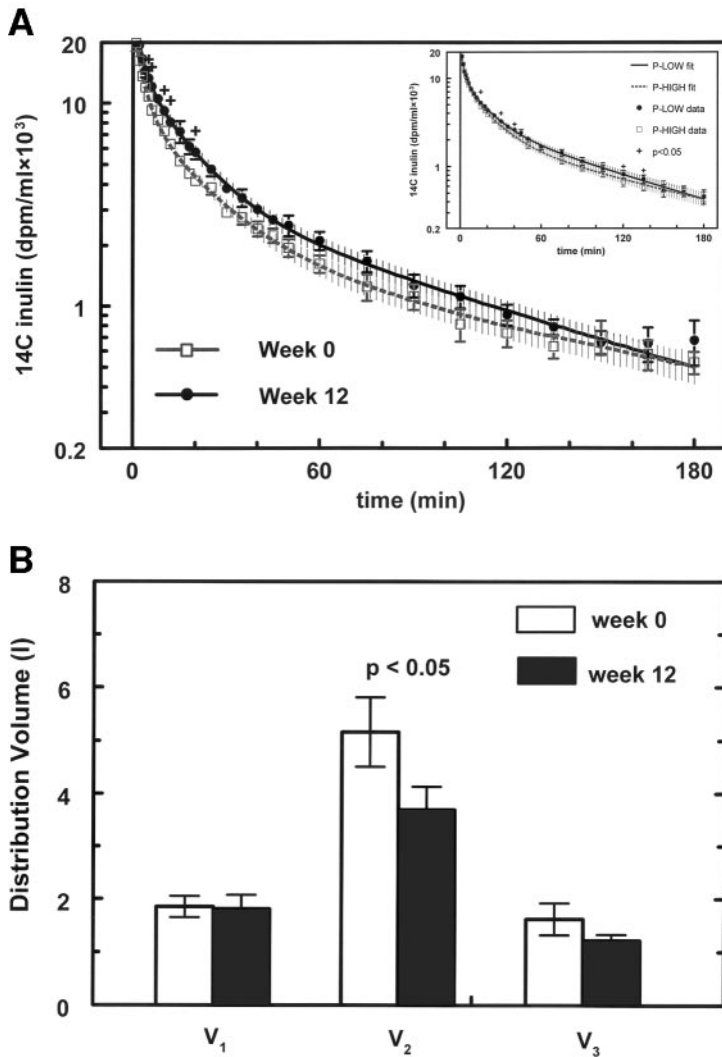 A
20
10
1
0.2
14C inulin (dpm/ml×10³)
0
60
120
180
time (min)
Week 0
Week 12
20
10
1
0.2
14C inulin (dpm/ml×10³)
0
60
120
180
time (min)
P-LOW fit
P-HIGH fit
P-LOW data
P-HIGH data
+ p<0.05
+ +
+
B
8
6
4
2
0
Distribution Volume (l)
p < 0.05
week 0
week 12
V₁
V₂
V₃